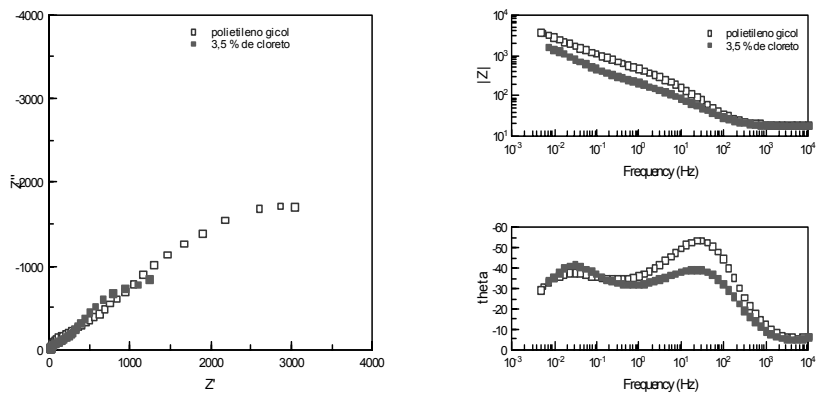 -4000
polietileno gicol
3,5 % de cloreto
-3000
-2000
Z''
-1000
0
0 1000 2000 3000 4000
Z'
10^4
polietileno gicol
3,5 % de cloreto
10^3
|Z|
10^2
10^1
10^-3 10^-2 10^-1 10^0 10^1 10^2 10^3 10^4
Frequency (Hz)
-60
-50
-40
theta
-30
-20
-10
0
10^-3 10^-2 10^-1 10^0 10^1 10^2 10^3 10^4
Frequency (Hz)